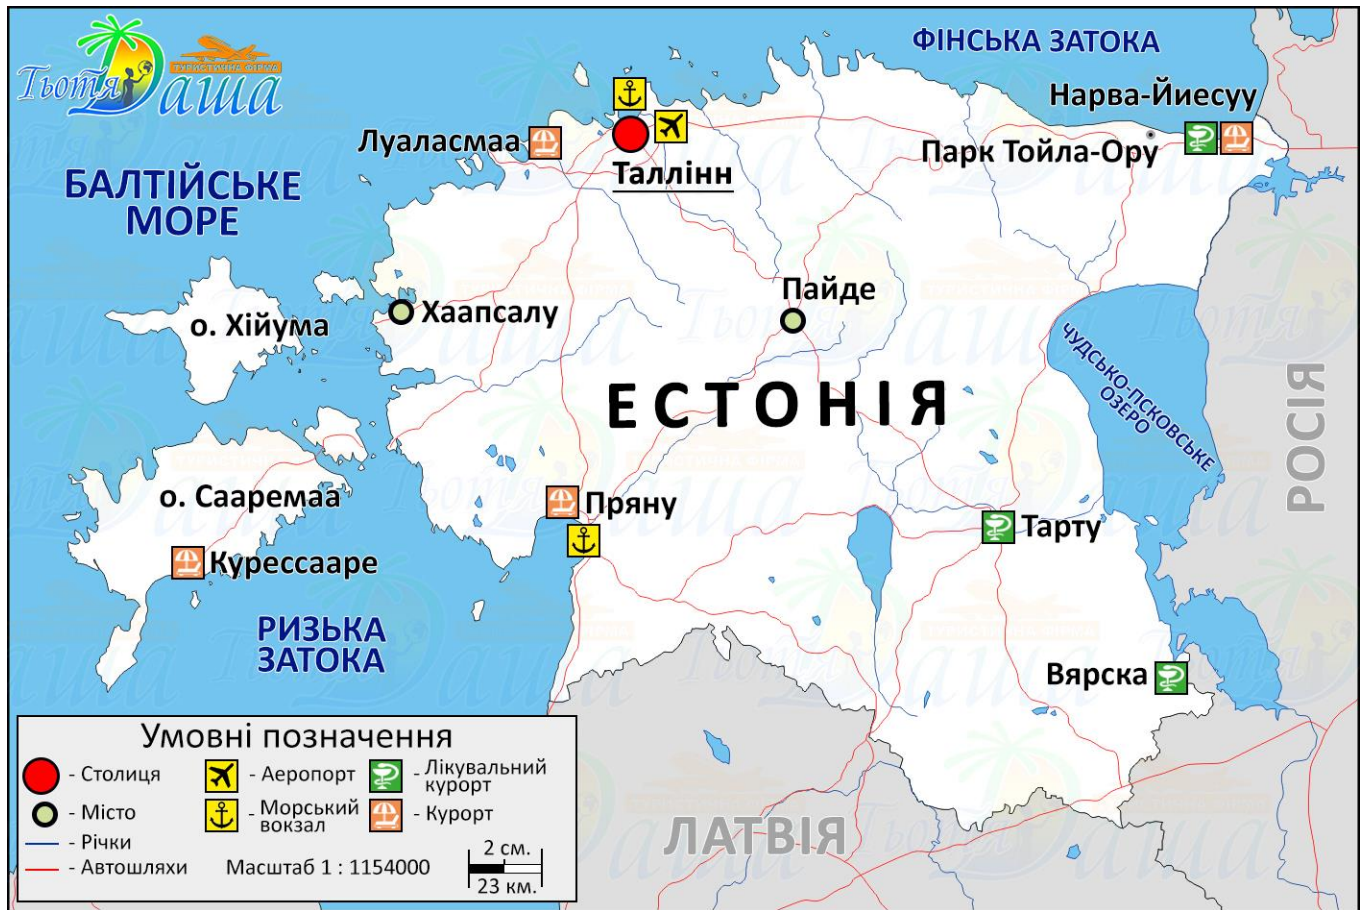 Тьотя Даша
ТУРИСТИЧНА ФІРМА
ФІНСЬКА ЗАТОКА
Нарва-Йиесуу
Луаласмаа
Парк Тойла-Ору
Таллінн
БАЛТІЙСЬКЕ
МОРЕ
Пайде
Хаапсалу
о. Хійума
ЧУДСЬКО-ПСКОВСЬКЕ
ОЗЕРО
ЕСТОНІЯ
РОСІЯ
о. Сааремаа
Пряну
Тарту
Курессааре
РИЗЬКА
ЗАТОКА
Вярска
ЛАТВІЯ
Умовні позначення
- Столиця
- Аеропорт
- Лікувальний
курорт
- Місто
- Морський
вокзал
- Курорт
- Річки
- Автошляхи
Масштаб 1 : 1154000
2 см.
23 км.